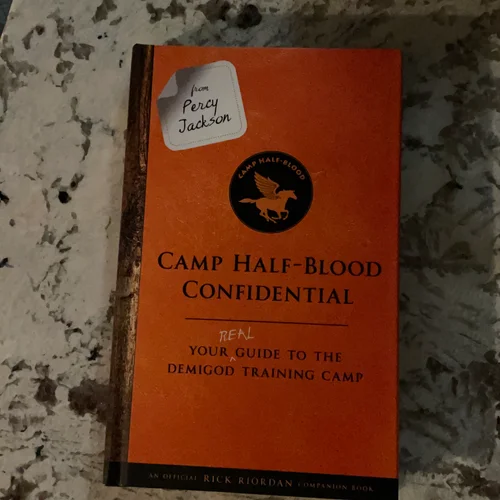 from
Percy
Jackson
CAMP HALF-BLOOD
CAMP HALF-BLOOD
CONFIDENTIAL
REAL
YOUR ^ GUIDE TO THE
DEMIGOD TRAINING CAMP
AN OFFICIAL RICK RIORDAN COMPANION BOOK